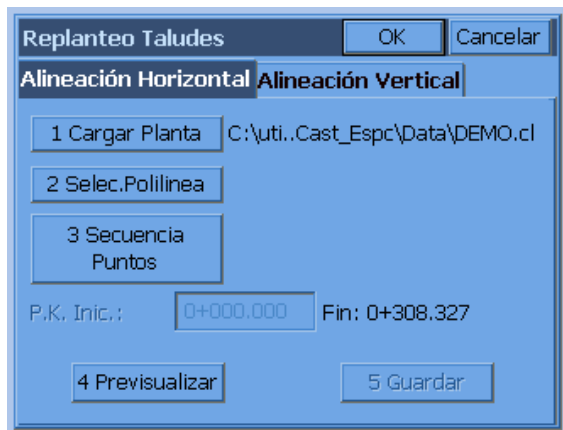 Replanteo Taludes OK Cancelar
Alineación Horizontal Alineación Vertical
1 Cargar Planta C:\uti..Cast_Espc\Data\DEMO.cl
2 Selec.Polilinea
3 Secuencia
Puntos
P.K. Inic.: 0+000.000 Fin: 0+308.327
4 Previsualizar 5 Guardar